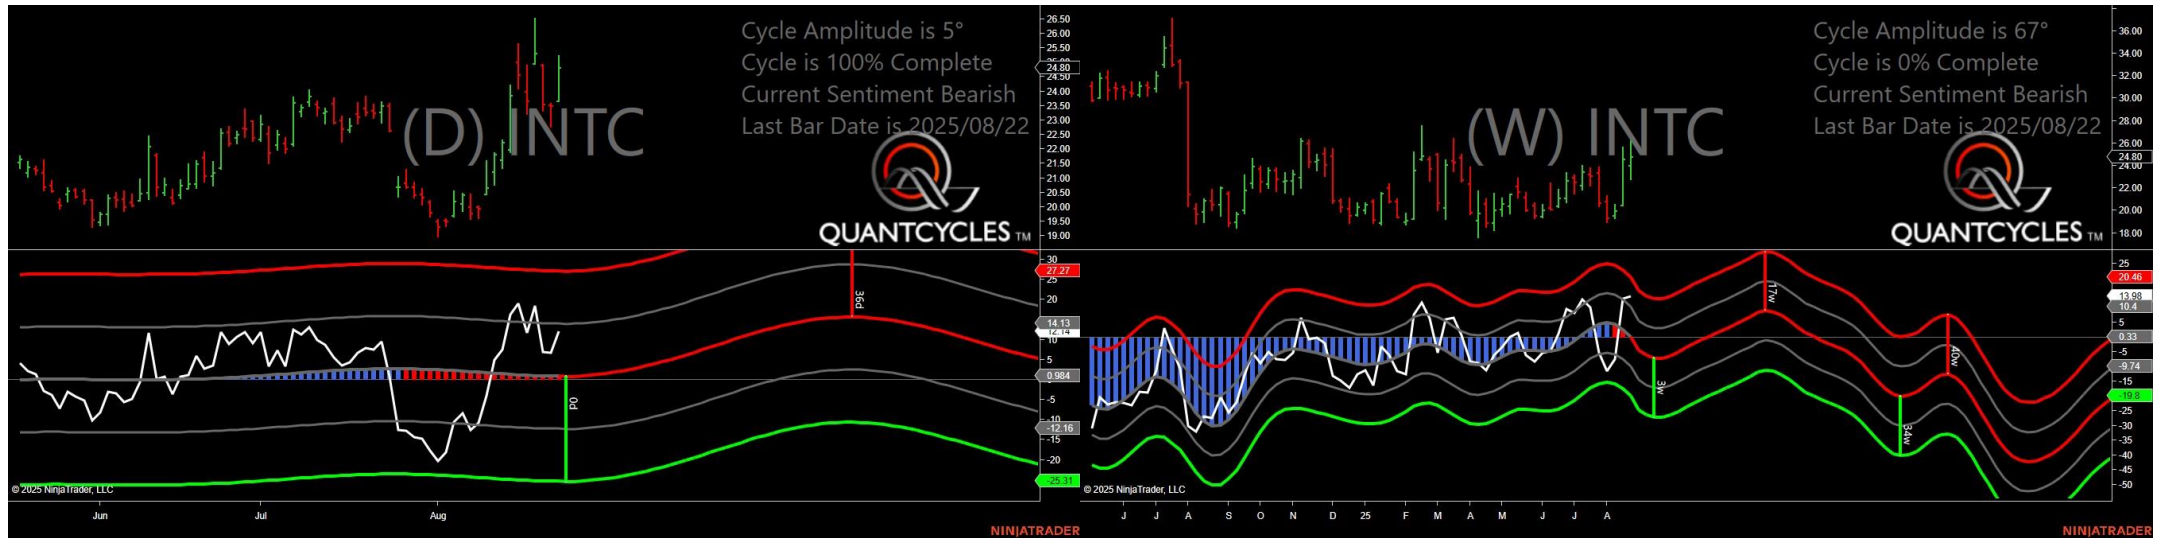 Cycle Amplitude is 5°
Cycle is 100% Complete
Current Sentiment Bearish
Last Bar Date is 2025/08/22
(D) INTC
QUANTCYCLES TM
26.50
26.00
25.50
24.80
24.50
24.00
23.50
23.00
22.50
22.00
21.50
21.00
20.50
20.00
19.50
19.00
30
27.27
25
20
14.13
12.14
10
5
0.984
-5
-10
-12.16
-15
-20
-25.31
36d
0d
© 2025 NinjaTrader, LLC
Jun Jul Aug
NINJATRADER
Cycle Amplitude is 67°
Cycle is 0% Complete
Current Sentiment Bearish
Last Bar Date is 2025/08/22
(W) INTC
QUANTCYCLES TM
36.00
34.00
32.00
30.00
28.00
26.00
24.80
24.00
22.00
20.00
18.00
25
20.46
13.98
10.4
5
0.33
-5
-9.74
-15
-19.8
-25
-30
-35
-40
-45
-50
3w
17w
34w
40w
© 2025 NinjaTrader, LLC
J J A S O N D 25 F M A M J J A
NINJATRADER